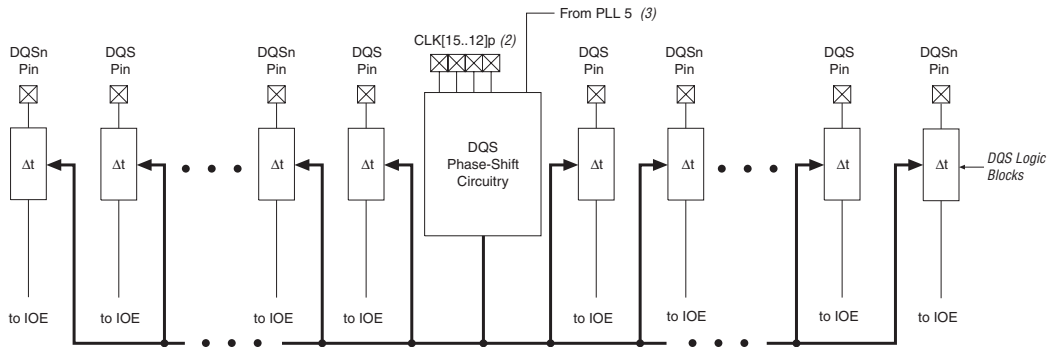 From PLL 5 (3)
CLK[15..12]p (2)
DQSn
Pin
DQS
Pin
DQSn
Pin
DQS
Pin
DQS
Pin
DQSn
Pin
DQS
Pin
DQSn
Pin
Δt
Δt
Δt
Δt
DQS
Phase-Shift
Circuitry
Δt
Δt
Δt
Δt
DQS Logic
Blocks
to IOE
to IOE
to IOE
to IOE
to IOE
to IOE
to IOE
to IOE